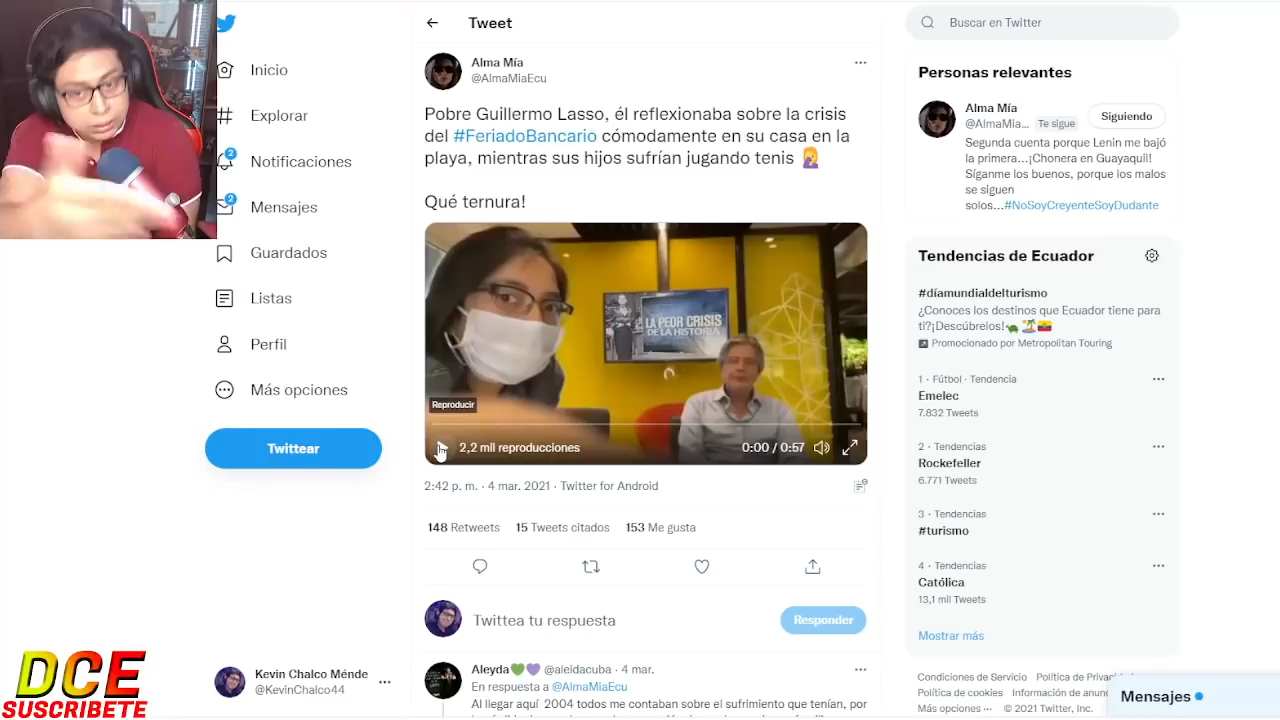 Inicio
Explorar
2
Notificaciones
2
Mensajes
Guardados
Listas
Perfil
Más opciones
Twittear
Kevin Chalco Ménde
@KevinChalco44
DCE
SUSCRIBETE
Tweet
Alma Mía
@AlmaMiaEcu
Pobre Guillermo Lasso, él reflexionaba sobre la crisis
del #FeriadoBancario cómodamente en su casa en la
playa, mientras sus hijos sufrían jugando tenis
Qué ternura!
LA PEOR CRISIS
DE LA HISTORIA
Reproducir
2,2 mil reproducciones
0:00 / 0:57
2:42 p. m. · 4 mar. 2021 · Twitter for Android
148 Retweets 15 Tweets citados 153 Me gusta
Twittea tu respuesta
Responder
Aleyda @aleidacuba · 4 mar.
En respuesta a @AlmaMiaEcu
Al llegar aquí 2004 todos me contaban sobre el sufrimiento que tenían, por
Buscar en Twitter
Personas relevantes
Alma Mía
@AlmaMia... Te sigue
Siguiendo
Segunda cuenta porque Lenin me bajó
la primera...¡Chonera en Guayaquil!
Síganme los buenos, porque los malos
se siguen
solos...#NoSoyCreyenteSoyDudante
Tendencias de Ecuador
#díamundialdelturismo
¿Conoces los destinos que Ecuador tiene para
ti?¡Descúbrelos!
Promocionado por Metropolitan Touring
1 · Fútbol · Tendencia
Emelec
7.832 Tweets
2 · Tendencias
Rockefeller
6.771 Tweets
3 · Tendencias
#turismo
4 · Tendencias
Católica
13,1 mil Tweets
Mostrar más
Condiciones de Servicio Política de Privacid
Política de cookies Información de anunc
Más opciones ··· © 2021 Twitter, Inc.
Mensajes